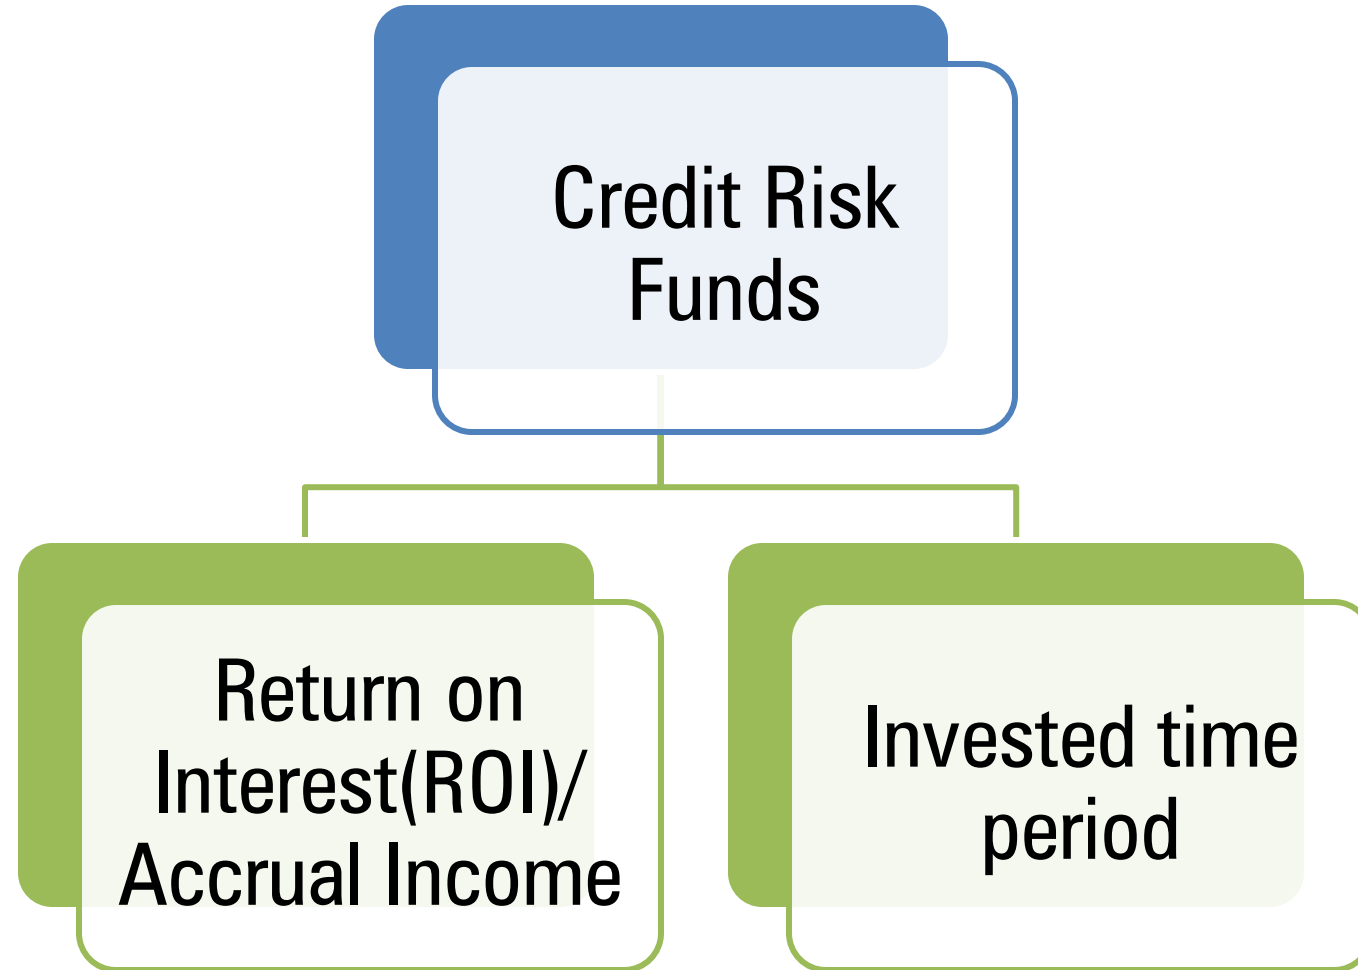 Credit Risk
Funds
Return on
Interest(ROI)/
Accrual Income
Invested time
period